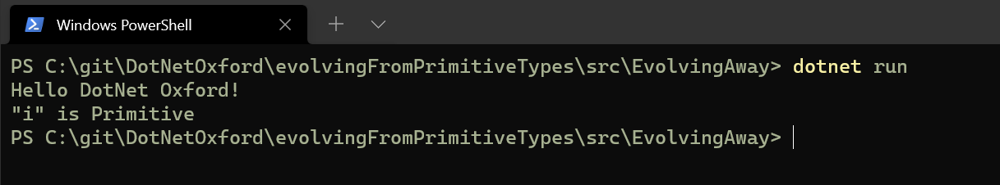 Windows PowerShell
PS C:\git\DotNetOxford\evolvingFromPrimitiveTypes\src\EvolvingAway> dotnet run
Hello DotNet Oxford!
"i" is Primitive
PS C:\git\DotNetOxford\evolvingFromPrimitiveTypes\src\EvolvingAway>